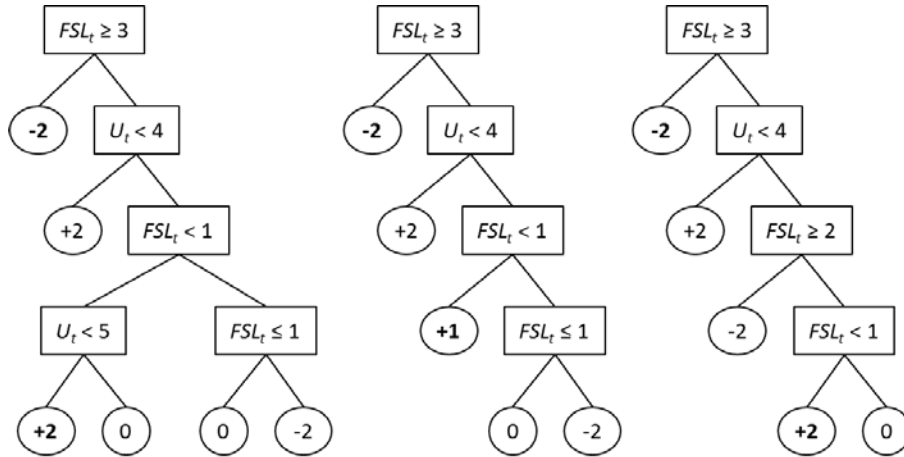 FSLt ≥ 3 FSLt ≥ 3 FSLt ≥ 3
-2 Ut < 4 -2 Ut < 4 -2 Ut < 4
+2 FSLt < 1 +2 FSLt < 1 +2 FSLt ≥ 2
Ut < 5 FSLt ≤ 1 +1 FSLt ≤ 1 -2 FSLt < 1
+2 0 0 -2 0 -2 +2 0